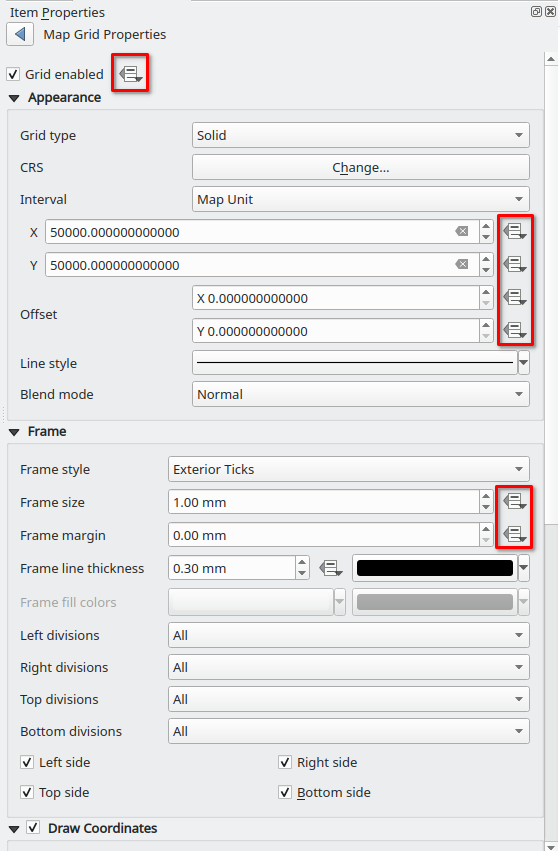 Item Properties
Map Grid Properties
Grid enabled
Appearance
Grid type Solid
CRS Change...
Interval Map Unit
X 50000.000000000000
Y 50000.000000000000
Offset
X 0.000000000000
Y 0.000000000000
Line style
Blend mode Normal
Frame
Frame style Exterior Ticks
Frame size 1.00 mm
Frame margin 0.00 mm
Frame line thickness 0.30 mm
Frame fill colors
Left divisions All
Right divisions All
Top divisions All
Bottom divisions All
Left side Right side
Top side Bottom side
Draw Coordinates